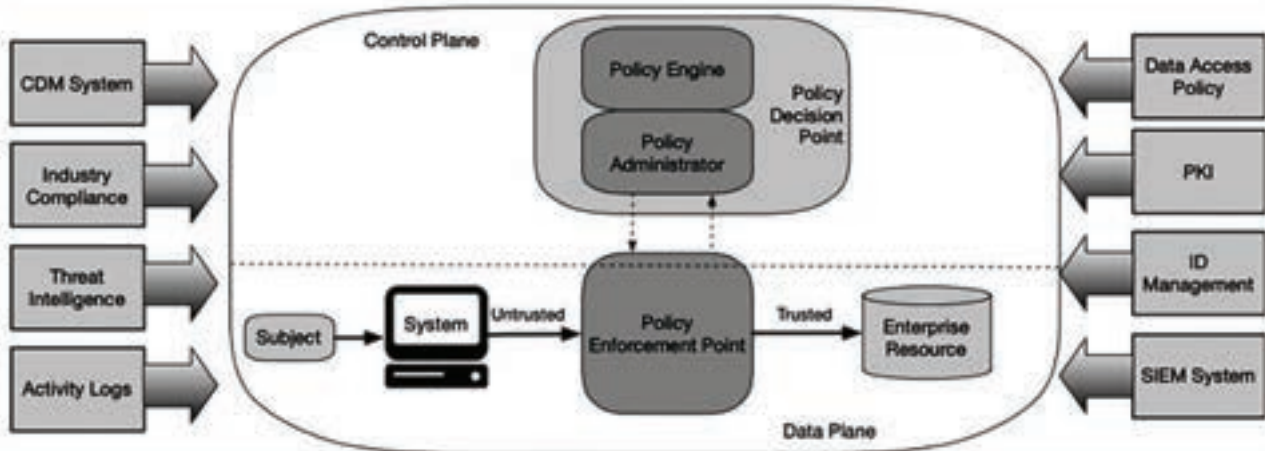 Control Plane
CDM System
Industry
Compliance
Threat
Intelligence
Activity Logs
Policy Engine
Policy
Administrator
Policy
Decision
Point
Subject
System
Untrusted
Policy
Enforcement Point
Trusted
Enterprise
Resource
Data Plane
Data Access
Policy
PKI
ID
Management
SIEM System